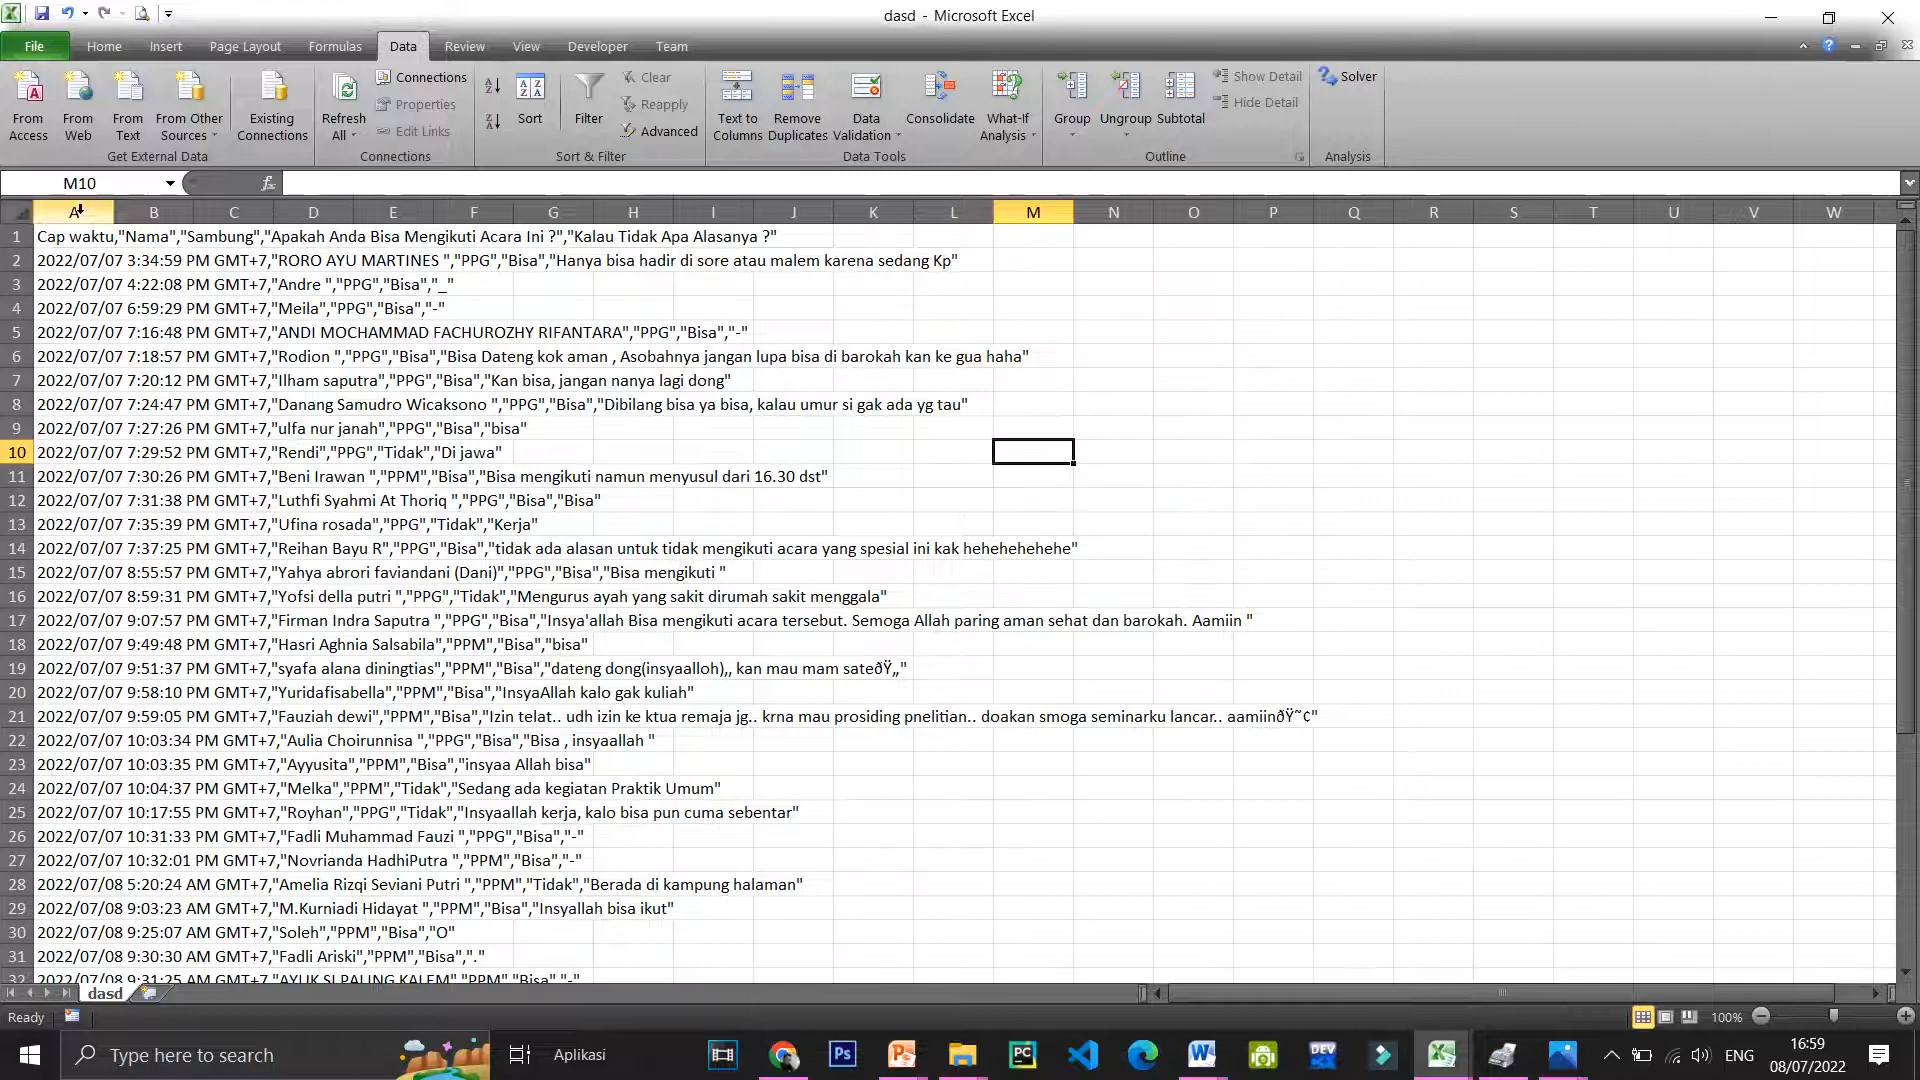 dasd - Microsoft Excel
File Home Insert Page Layout Formulas Data Review View Developer Team
From Access From Web From Text From Other Sources Existing Connections Refresh All Connections Properties Edit Links Sort Filter Clear Reapply Advanced Text to Columns Remove Duplicates Data Validation Consolidate What-If Analysis Group Ungroup Subtotal Show Detail Hide Detail Solver
Get External Data Connections Sort & Filter Data Tools Outline Analysis
M10 fx
A B C D E F G H I J K L M N O P Q R S T U V W
1 Cap waktu,"Nama","Sambung","Apakah Anda Bisa Mengikuti Acara Ini ?","Kalau Tidak Apa Alasanya ?"
2 2022/07/07 3:34:59 PM GMT+7,"RORO AYU MARTINES ","PPG","Bisa","Hanya bisa hadir di sore atau malem karena sedang Kp"
3 2022/07/07 4:22:08 PM GMT+7,"Andre ","PPG","Bisa","_"
4 2022/07/07 6:59:29 PM GMT+7,"Meila","PPG","Bisa","-"
5 2022/07/07 7:16:48 PM GMT+7,"ANDI MOCHAMMAD FACHUROZHY RIFANTARA","PPG","Bisa","-"
6 2022/07/07 7:18:57 PM GMT+7,"Rodion ","PPG","Bisa","Bisa Dateng kok aman , Asobahnya jangan lupa bisa di barokah kan ke gua haha"
7 2022/07/07 7:20:12 PM GMT+7,"Ilham saputra","PPG","Bisa","Kan bisa, jangan nanya lagi dong"
8 2022/07/07 7:24:47 PM GMT+7,"Danang Samudro Wicaksono ","PPG","Bisa","Dibilang bisa ya bisa, kalau umur si gak ada yg tau"
9 2022/07/07 7:27:26 PM GMT+7,"ulfa nur janah","PPG","Bisa","bisa"
10 2022/07/07 7:29:52 PM GMT+7,"Rendi","PPG","Tidak","Di jawa"
11 2022/07/07 7:30:26 PM GMT+7,"Beni Irawan ","PPM","Bisa","Bisa mengikuti namun menyusul dari 16.30 dst"
12 2022/07/07 7:31:38 PM GMT+7,"Luthfi Syahmi At Thoriq ","PPG","Bisa","Bisa"
13 2022/07/07 7:35:39 PM GMT+7,"Ufina rosada","PPG","Tidak","Kerja"
14 2022/07/07 7:37:25 PM GMT+7,"Reihan Bayu R","PPG","Bisa","tidak ada alasan untuk tidak mengikuti acara yang spesial ini kak hehehehehehe"
15 2022/07/07 8:55:57 PM GMT+7,"Yahya abrori faviandani (Dani)","PPG","Bisa","Bisa mengikuti "
16 2022/07/07 8:59:31 PM GMT+7,"Yofsi della putri ","PPG","Tidak","Mengurus ayah yang sakit dirumah sakit menggala"
17 2022/07/07 9:07:57 PM GMT+7,"Firman Indra Saputra ","PPG","Bisa","Insya'allah Bisa mengikuti acara tersebut. Semoga Allah paring aman sehat dan barokah. Aamiin "
18 2022/07/07 9:49:48 PM GMT+7,"Hasri Aghnia Salsabila","PPM","Bisa","bisa"
19 2022/07/07 9:51:37 PM GMT+7,"syafa alana diningtias","PPM","Bisa","dateng dong(insyaalloh),, kan mau mam sateðŸ„"
20 2022/07/07 9:58:10 PM GMT+7,"Yuridafisabella","PPM","Bisa","InsyaAllah kalo gak kuliah"
21 2022/07/07 9:59:05 PM GMT+7,"Fauziah dewi","PPM","Bisa","Izin telat.. udh izin ke ktua remaja jg.. krna mau prosiding pnelitian.. doakan smoga seminarku lancar.. aamiinðŸ˜¢"
22 2022/07/07 10:03:34 PM GMT+7,"Aulia Choirunnisa ","PPG","Bisa","Bisa , insyaallah "
23 2022/07/07 10:03:35 PM GMT+7,"Ayyusita","PPM","Bisa","insyaa Allah bisa"
24 2022/07/07 10:04:37 PM GMT+7,"Melka","PPM","Tidak","Sedang ada kegiatan Praktik Umum"
25 2022/07/07 10:17:55 PM GMT+7,"Royhan","PPG","Tidak","Insyaallah kerja, kalo bisa pun cuma sebentar"
26 2022/07/07 10:31:33 PM GMT+7,"Fadli Muhammad Fauzi ","PPG","Bisa","-"
27 2022/07/07 10:32:01 PM GMT+7,"Novrianda HadhiPutra ","PPM","Bisa","-"
28 2022/07/08 5:20:24 AM GMT+7,"Amelia Rizqi Seviani Putri ","PPM","Tidak","Berada di kampung halaman"
29 2022/07/08 9:03:23 AM GMT+7,"M.Kurniadi Hidayat ","PPM","Bisa","Insyallah bisa ikut"
30 2022/07/08 9:25:07 AM GMT+7,"Soleh","PPM","Bisa","O"
31 2022/07/08 9:30:30 AM GMT+7,"Fadli Ariski","PPM","Bisa","."
32 2022/07/08 9:31:25 AM GMT+7,"AYUK SI PALING KALEM","PPM","Bisa","-"
dasd
Ready 100%
Type here to search Aplikasi Ps PC DEV ENG 16:59
08/07/2022